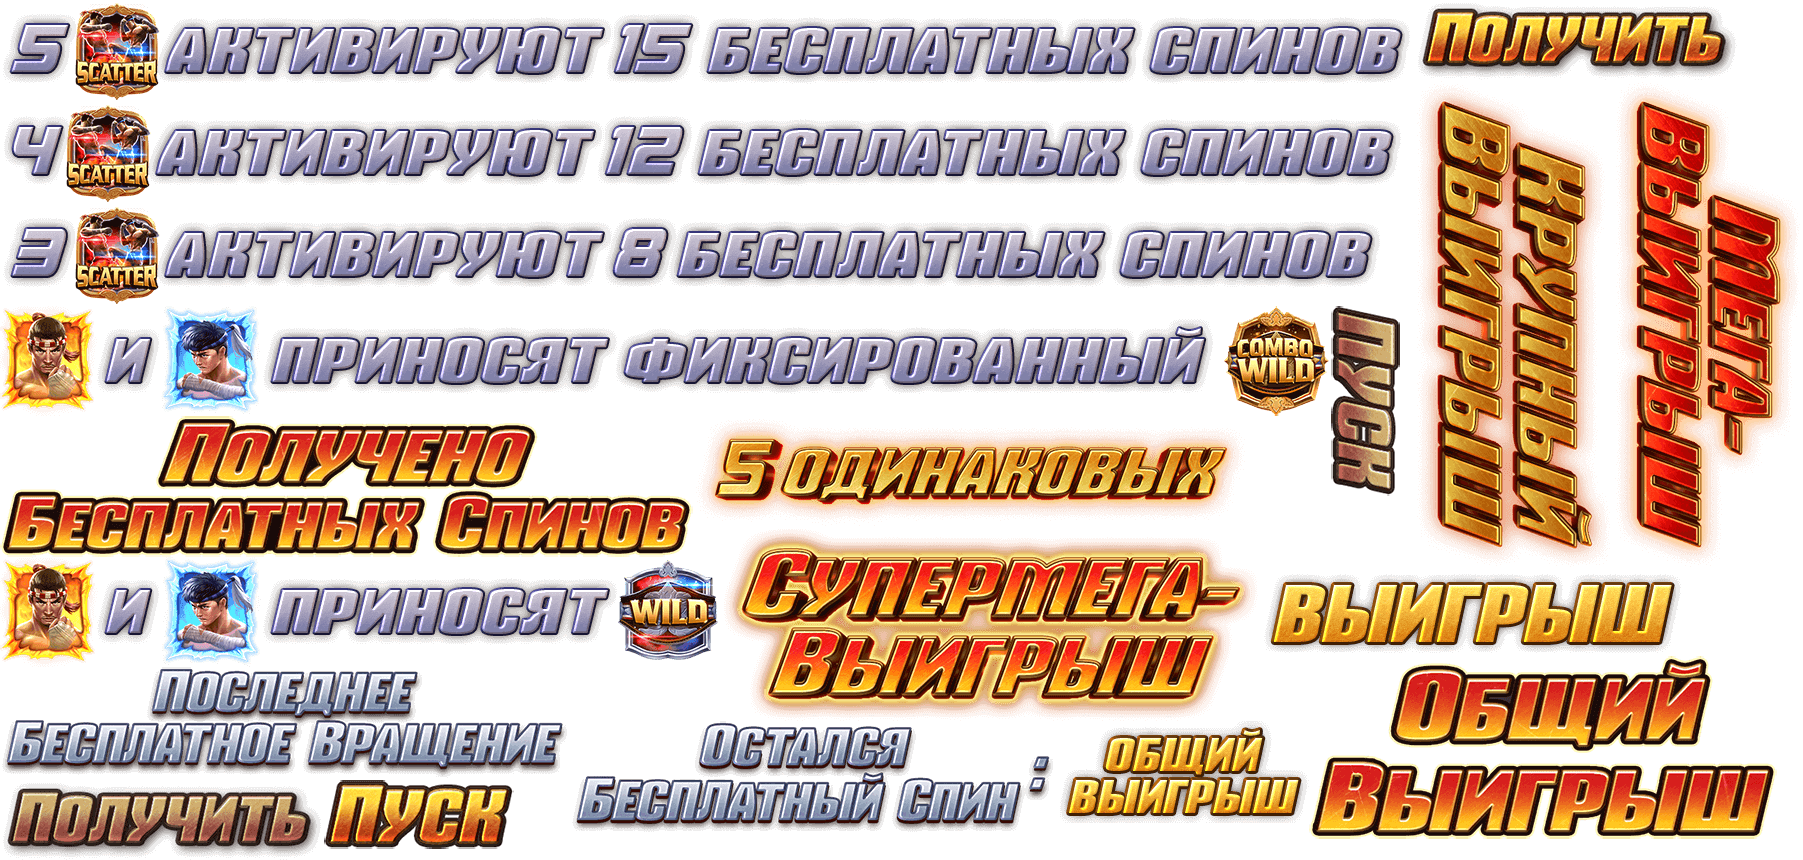 5 SCATTER АКТИВИРУЮТ 15 БЕСПЛАТНЫХ СПИНОВ
ПОЛУЧИТЬ
4 SCATTER АКТИВИРУЮТ 12 БЕСПЛАТНЫХ СПИНОВ
3 SCATTER АКТИВИРУЮТ 8 БЕСПЛАТНЫХ СПИНОВ
И ПРИНОСЯТ ФИКСИРОВАННЫЙ COMBO WILD
ПУСК
КРУПНЫЙ
ВЫИГРЫШ
МЕГА-
ВЫИГРЫШ
ПОЛУЧЕНО
БЕСПЛАТНЫХ СПИНОВ
5 ОДИНАКОВЫХ
И ПРИНОСЯТ WILD
СУПЕРМЕГА-
ВЫИГРЫШ
ВЫИГРЫШ
ПОСЛЕДНЕЕ
БЕСПЛАТНОЕ ВРАЩЕНИЕ
ОСТАЛСЯ
БЕСПЛАТНЫЙ СПИН :
ОБЩИЙ
ВЫИГРЫШ
ОБЩИЙ
ВЫИГРЫШ
ПОЛУЧИТЬ
ПУСК